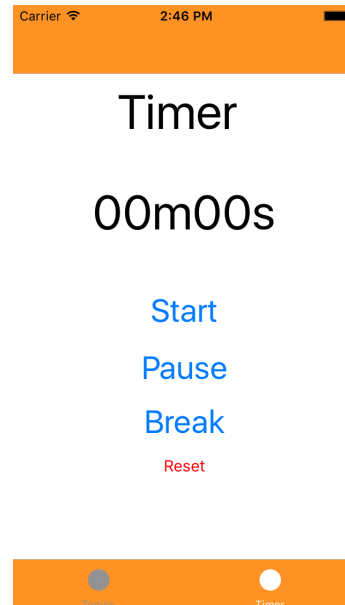 Carrier 2:46 PM
Timer
00m00s
Start
Pause
Break
Reset
Timer